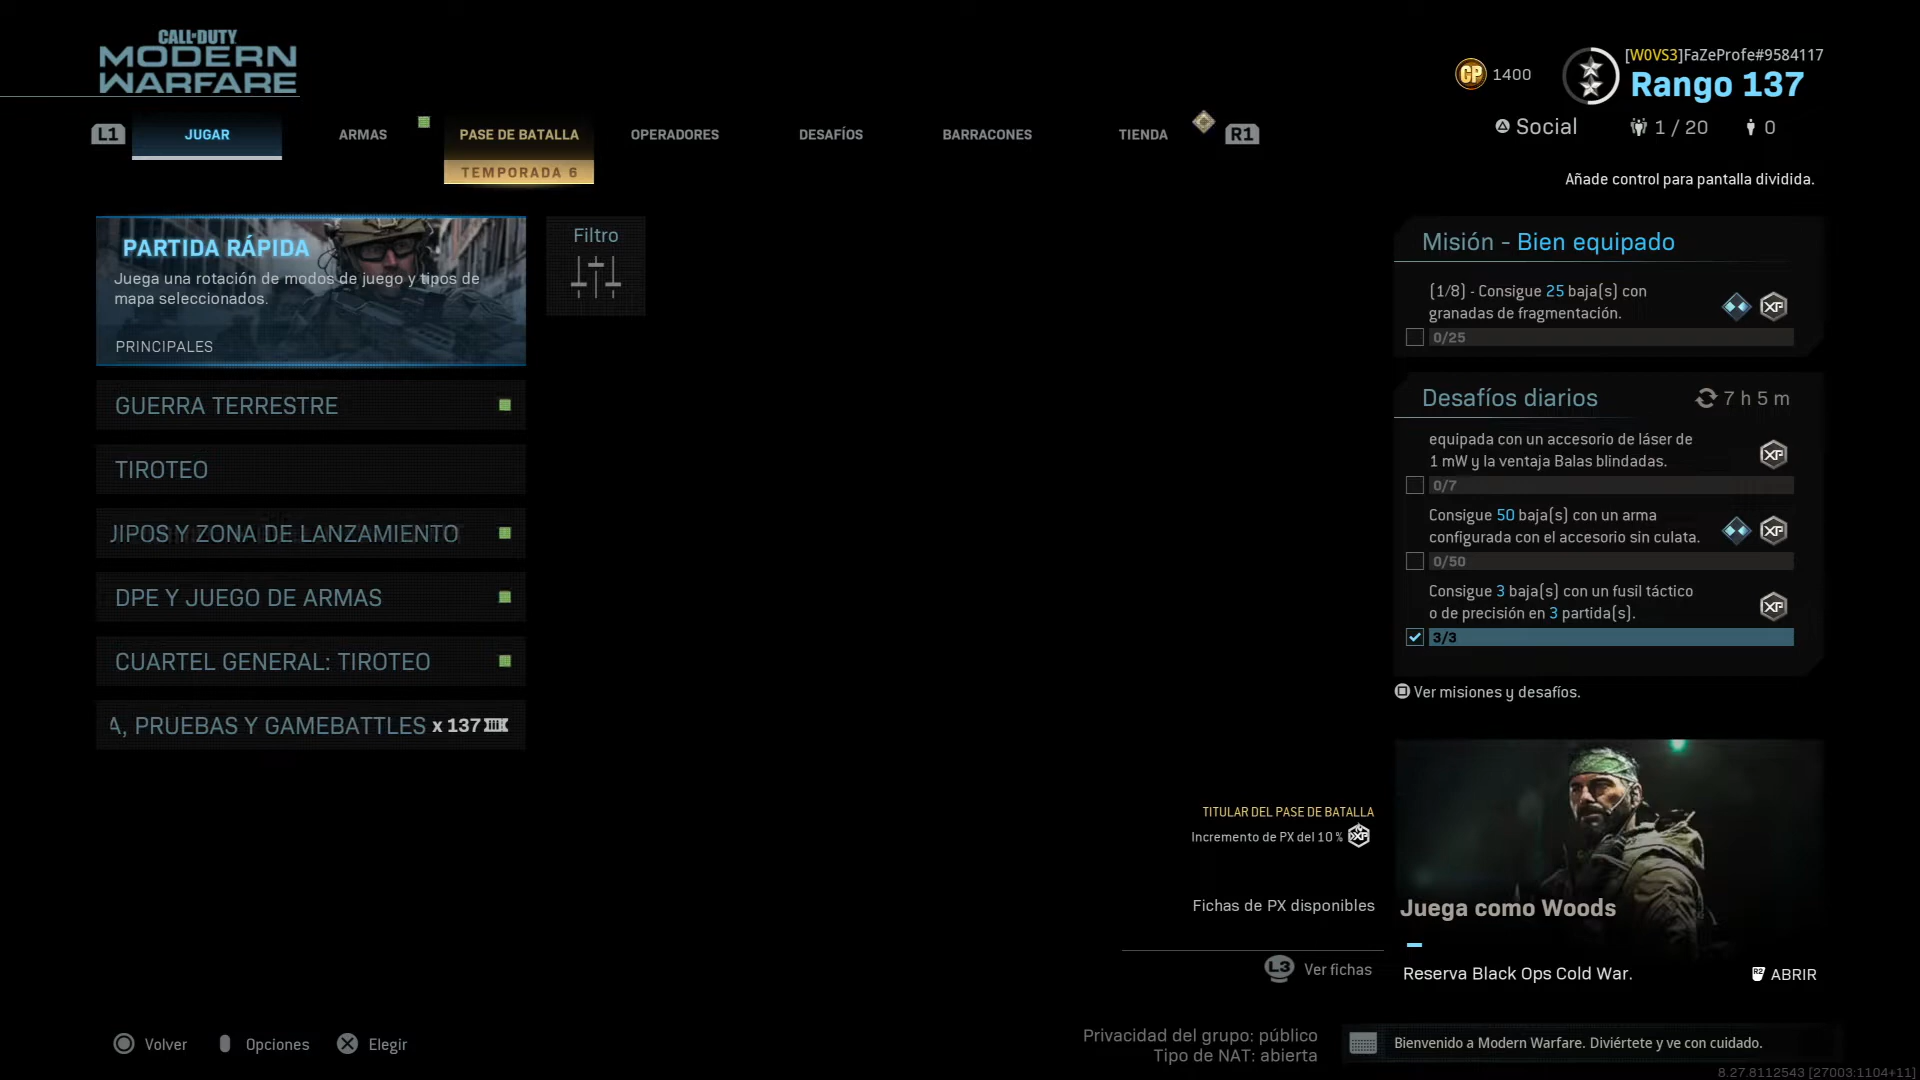 CALL OF DUTY
MODERN
WARFARE
CP 1400
[W0VS3]FaZeProfe#9584117
Rango 137
L1
JUGAR
ARMAS
PASE DE BATALLA
TEMPORADA 6
OPERADORES
DESAFÍOS
BARRACONES
TIENDA
R1
Social
1 / 20
0
Añade control para pantalla dividida.
PARTIDA RÁPIDA
Juega una rotación de modos de juego y tipos de
mapa seleccionados.
PRINCIPALES
Filtro
GUERRA TERRESTRE
TIROTEO
JIPOS Y ZONA DE LANZAMIENTO
DPE Y JUEGO DE ARMAS
CUARTEL GENERAL: TIROTEO
A, PRUEBAS Y GAMEBATTLES x 137
Misión - Bien equipado
(1/8) - Consigue 25 baja(s) con
granadas de fragmentación.
XP
0/25
Desafíos diarios
7 h 5 m
equipada con un accesorio de láser de
1 mW y la ventaja Balas blindadas.
XP
0/7
Consigue 50 baja(s) con un arma
configurada con el accesorio sin culata.
XP
0/50
Consigue 3 baja(s) con un fusil táctico
o de precisión en 3 partida(s).
XP
3/3
Ver misiones y desafíos.
TITULAR DEL PASE DE BATALLA
Incremento de PX del 10 %
Fichas de PX disponibles
L3 Ver fichas
Juega como Woods
Reserva Black Ops Cold War.
R2 ABRIR
Volver
Opciones
Elegir
Privacidad del grupo: público
Tipo de NAT: abierta
Bienvenido a Modern Warfare. Diviértete y ve con cuidado.
8.27.8112543 [27003:1104+11]